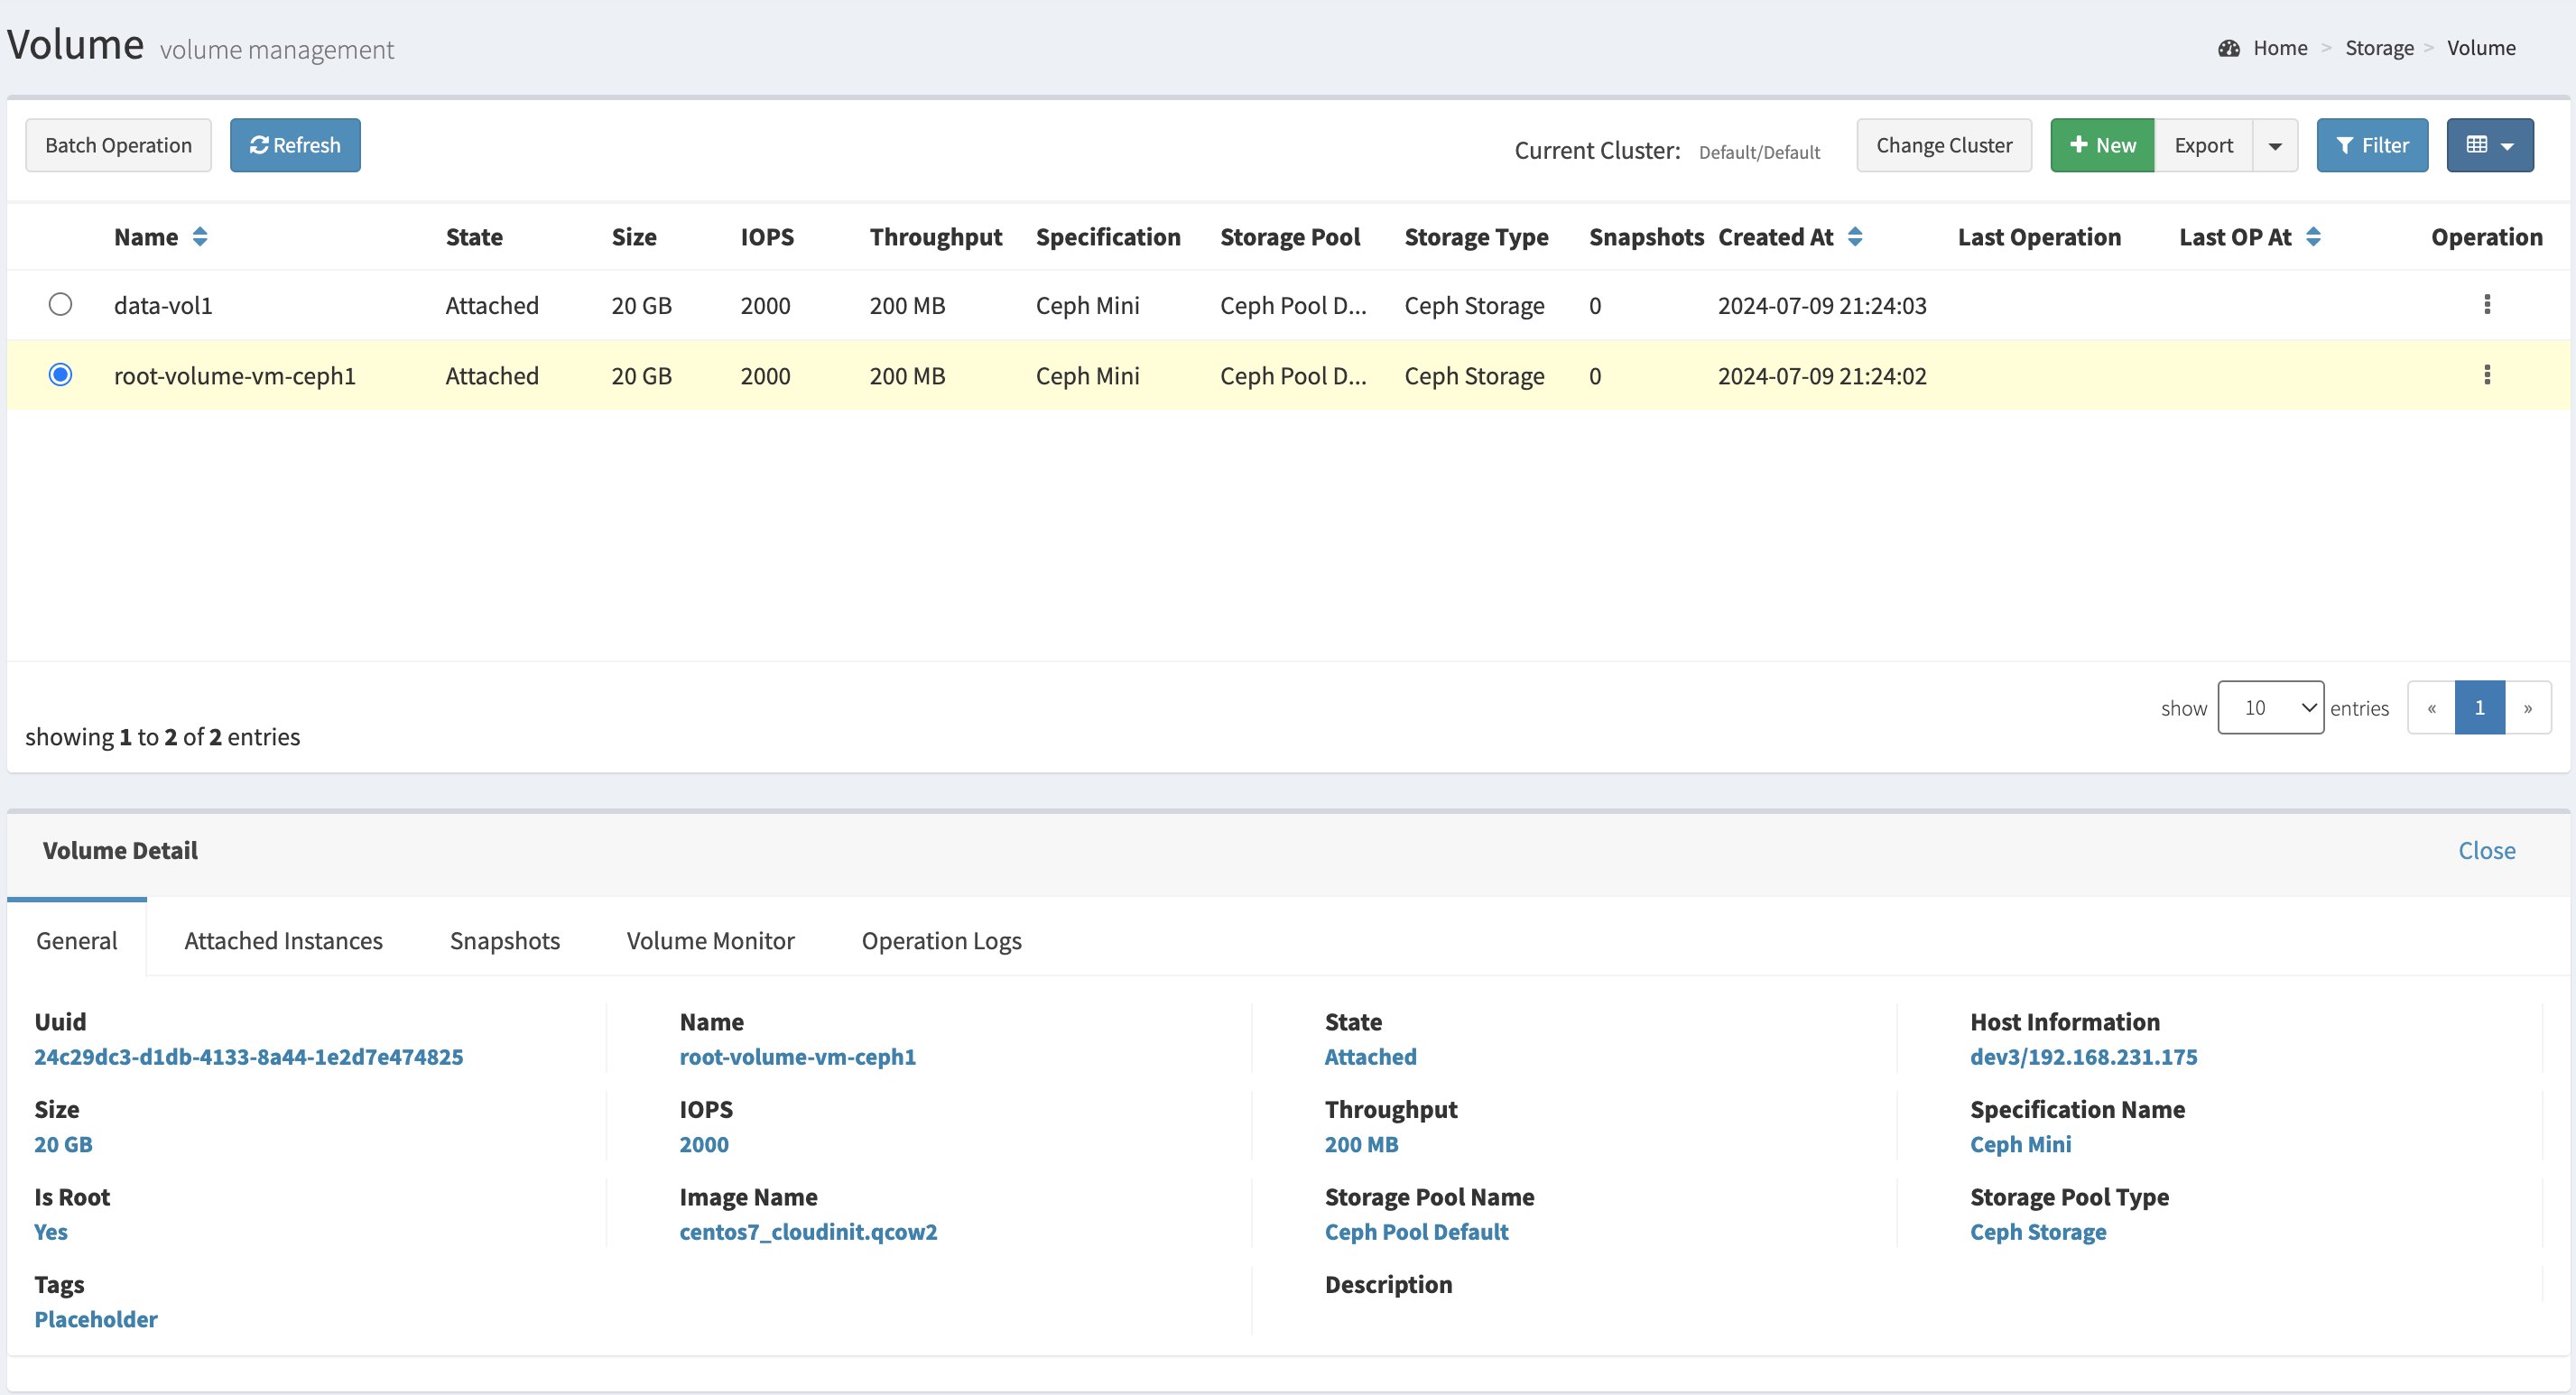 Volume volume management
Home > Storage > Volume
Batch Operation Refresh Current Cluster: Default/Default Change Cluster New Export Filter
Name State Size IOPS Throughput Specification Storage Pool Storage Type Snapshots Created At Last Operation Last OP At Operation
data-vol1 Attached 20 GB 2000 200 MB Ceph Mini Ceph Pool D... Ceph Storage 0 2024-07-09 21:24:03
root-volume-vm-ceph1 Attached 20 GB 2000 200 MB Ceph Mini Ceph Pool D... Ceph Storage 0 2024-07-09 21:24:02
showing 1 to 2 of 2 entries
show 10 entries « 1 »
Volume Detail Close
General Attached Instances Snapshots Volume Monitor Operation Logs
Uuid Name State Host Information
24c29dc3-d1db-4133-8a44-1e2d7e474825 root-volume-vm-ceph1 Attached dev3/192.168.231.175
Size IOPS Throughput Specification Name
20 GB 2000 200 MB Ceph Mini
Is Root Image Name Storage Pool Name Storage Pool Type
Yes centos7_cloudinit.qcow2 Ceph Pool Default Ceph Storage
Tags Description
Placeholder